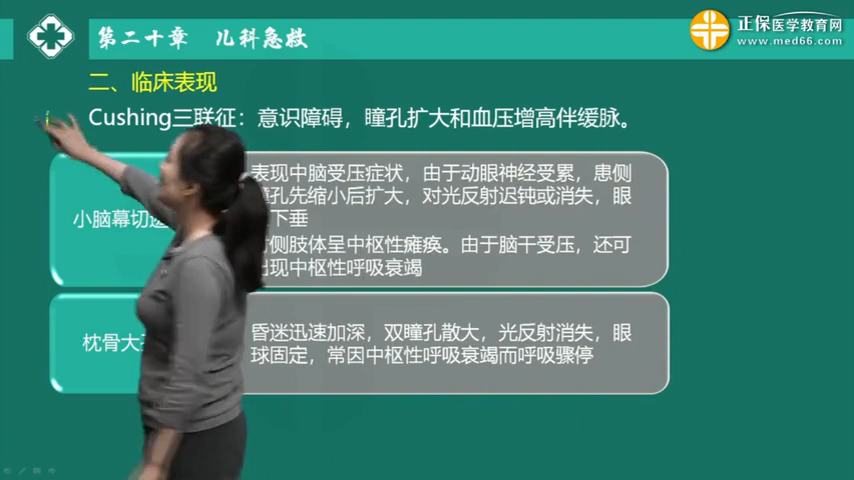 第二十章 儿科急救
正保医学教育网
www.med66.com
二、临床表现
Cushing三联征：意识障碍，瞳孔扩大和血压增高伴缓脉。
小脑幕切
表现中脑受压症状，由于动眼神经受累，患侧
瞳孔先缩小后扩大，对光反射迟钝或消失，眼
下垂
侧肢体呈中枢性瘫痪。由于脑干受压，还可
出现中枢性呼吸衰竭
枕骨大
昏迷迅速加深，双瞳孔散大，光反射消失，眼
球固定，常因中枢性呼吸衰竭而呼吸骤停